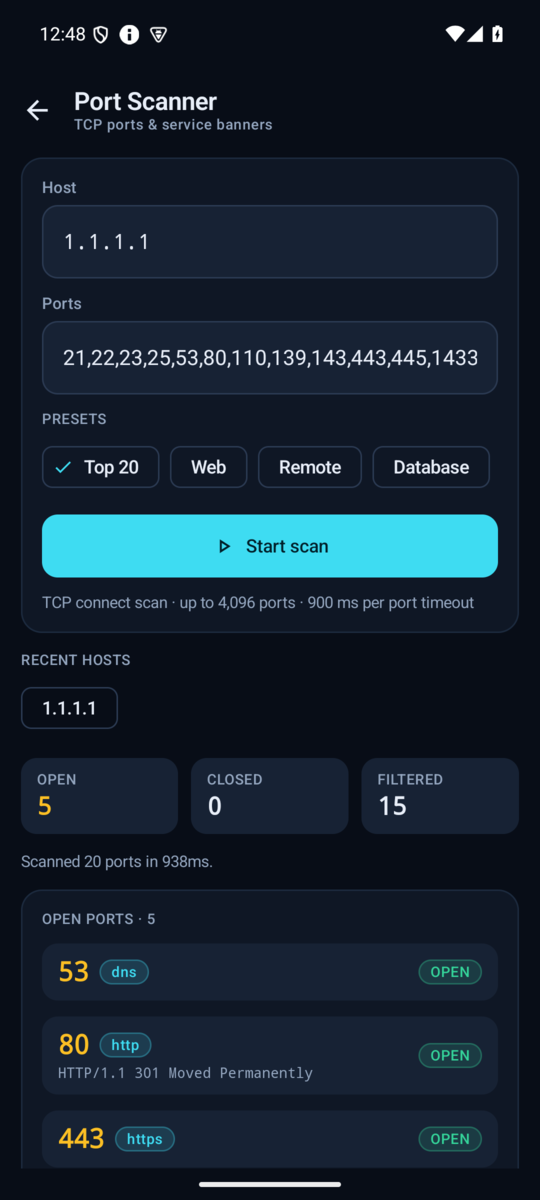 12:48
Port Scanner
TCP ports & service banners
Host
1.1.1.1
Ports
21,22,23,25,53,80,110,139,143,443,445,1433
PRESETS
Top 20 Web Remote Database
Start scan
TCP connect scan · up to 4,096 ports · 900 ms per port timeout
RECENT HOSTS
1.1.1.1
OPEN CLOSED FILTERED
5 0 15
Scanned 20 ports in 938ms.
OPEN PORTS · 5
53 dns OPEN
80 http OPEN
HTTP/1.1 301 Moved Permanently
443 https OPEN